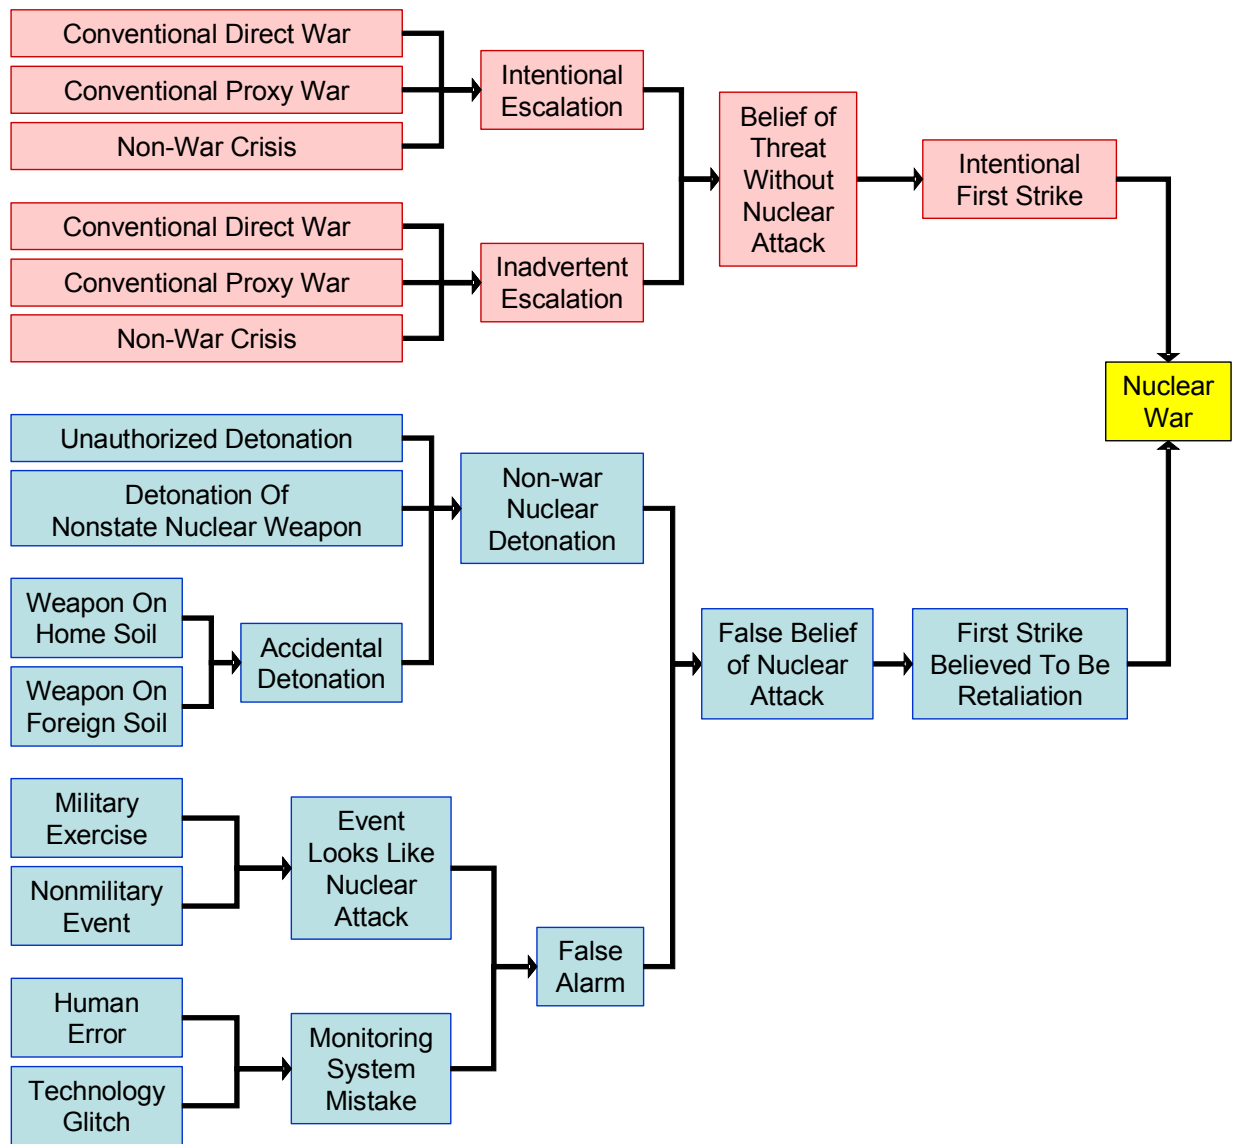 Conventional Direct War
Conventional Proxy War
Non-War Crisis
Intentional
Escalation
Conventional Direct War
Conventional Proxy War
Non-War Crisis
Inadvertent
Escalation
Belief of
Threat
Without
Nuclear
Attack
Intentional
First Strike
Nuclear
War
Unauthorized Detonation
Detonation Of
Nonstate Nuclear Weapon
Weapon On
Home Soil
Weapon On
Foreign Soil
Accidental
Detonation
Non-war
Nuclear
Detonation
Military
Exercise
Nonmilitary
Event
Event
Looks Like
Nuclear
Attack
Human
Error
Technology
Glitch
Monitoring
System
Mistake
False
Alarm
False Belief
of Nuclear
Attack
First Strike
Believed To Be
Retaliation